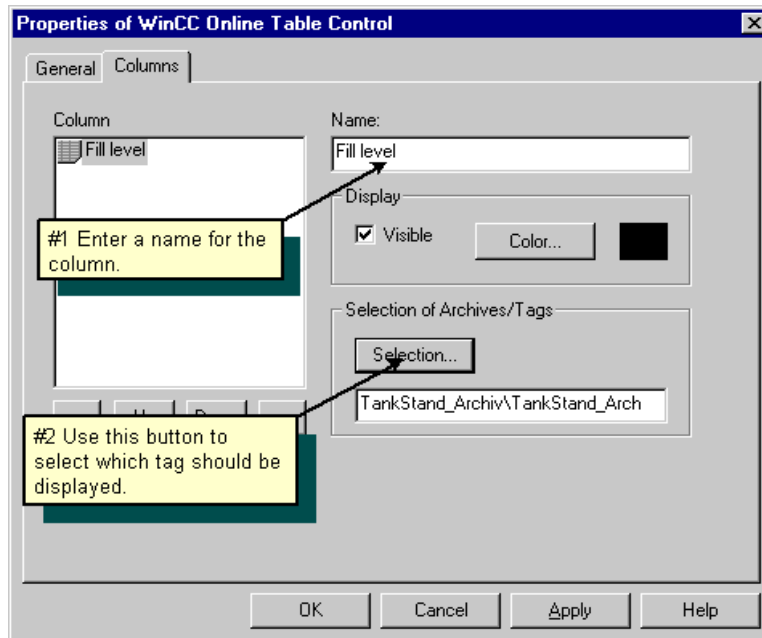 Properties of WinCC Online Table Control
General
Columns
Column
Fill level
Name:
Fill level
Display
Visible
Color...
Selection of Archives/Tags
Selection...
TankStand_Archiv\TankStand_Arch
#1 Enter a name for the
column.
#2 Use this button to
select which tag should be
displayed.
OK
Cancel
Apply
Help